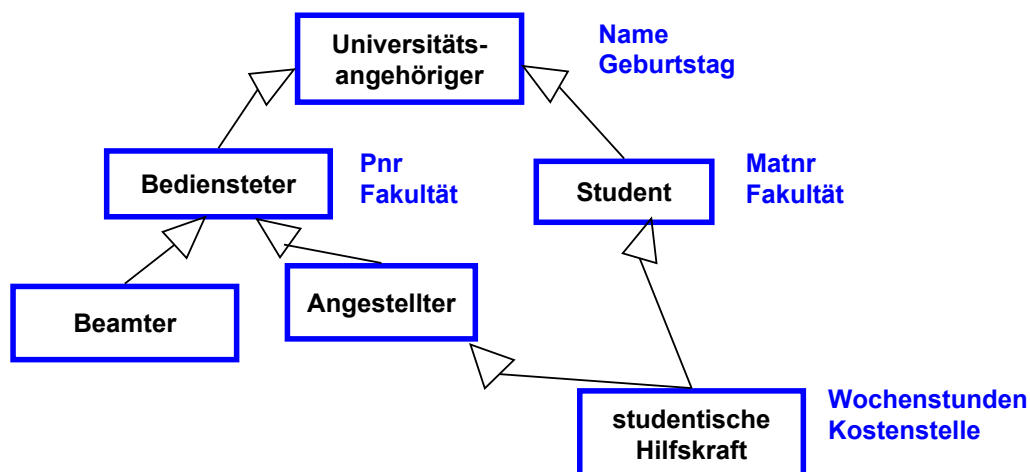 Universitäts-
angehöriger
Name
Geburtstag
Bediensteter
Pnr
Fakultät
Student
Matnr
Fakultät
Beamter
Angestellter
studentische
Hilfskraft
Wochenstunden
Kostenstelle